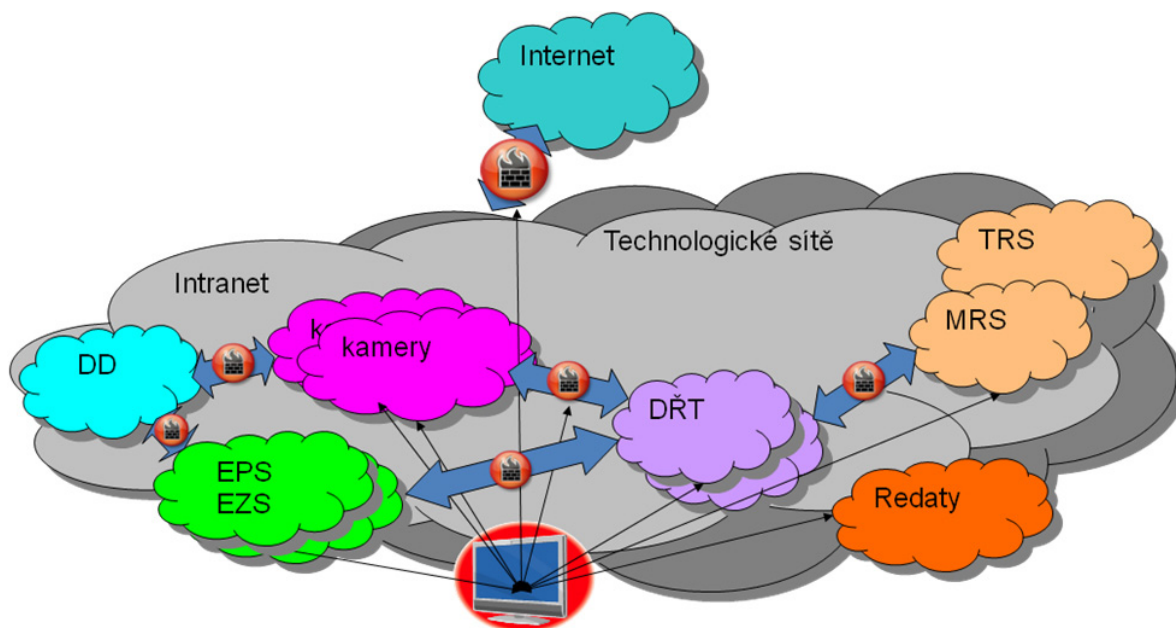 Internet
Technologické sítě
TRS
Intranet
MRS
kamery
DD
DŘT
EPS
EZS
Redaty